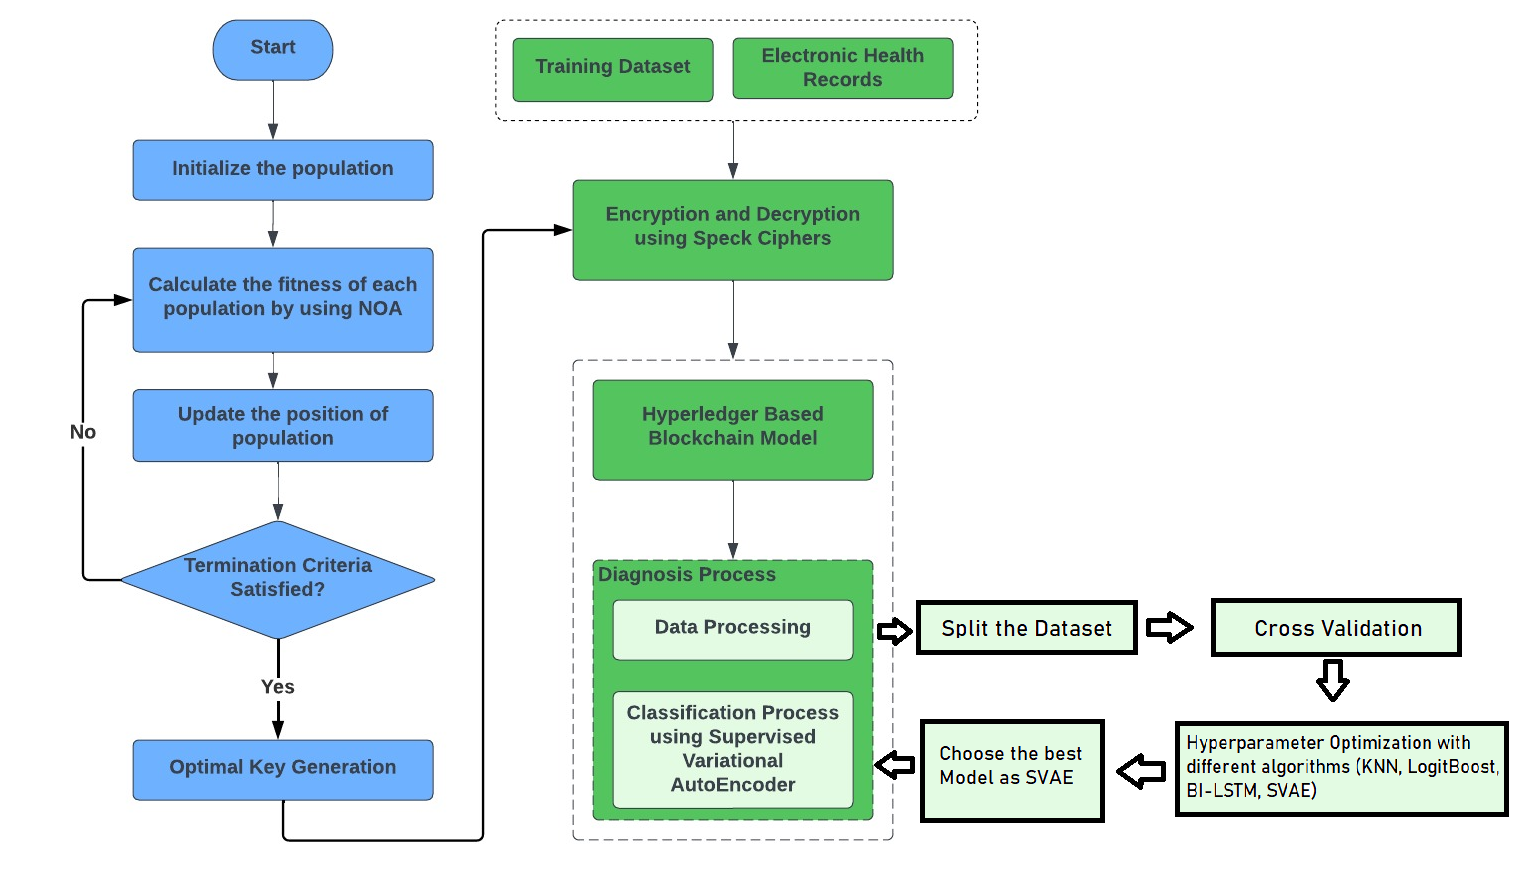 Start
Initialize the population
Calculate the fitness of each
population by using NOA
Update the position of
population
No
Termination Criteria
Satisfied?
Yes
Optimal Key Generation
Training Dataset
Electronic Health
Records
Encryption and Decryption
using Speck Ciphers
Hyperledger Based
Blockchain Model
Diagnosis Process
Data Processing
Classification Process
using Supervised
Variational
AutoEncoder
Split the Dataset
Cross Validation
Hyperparameter Optimization with
different algorithms (KNN, LogitBoost,
BI-LSTM, SVAE)
Choose the best
Model as SVAE